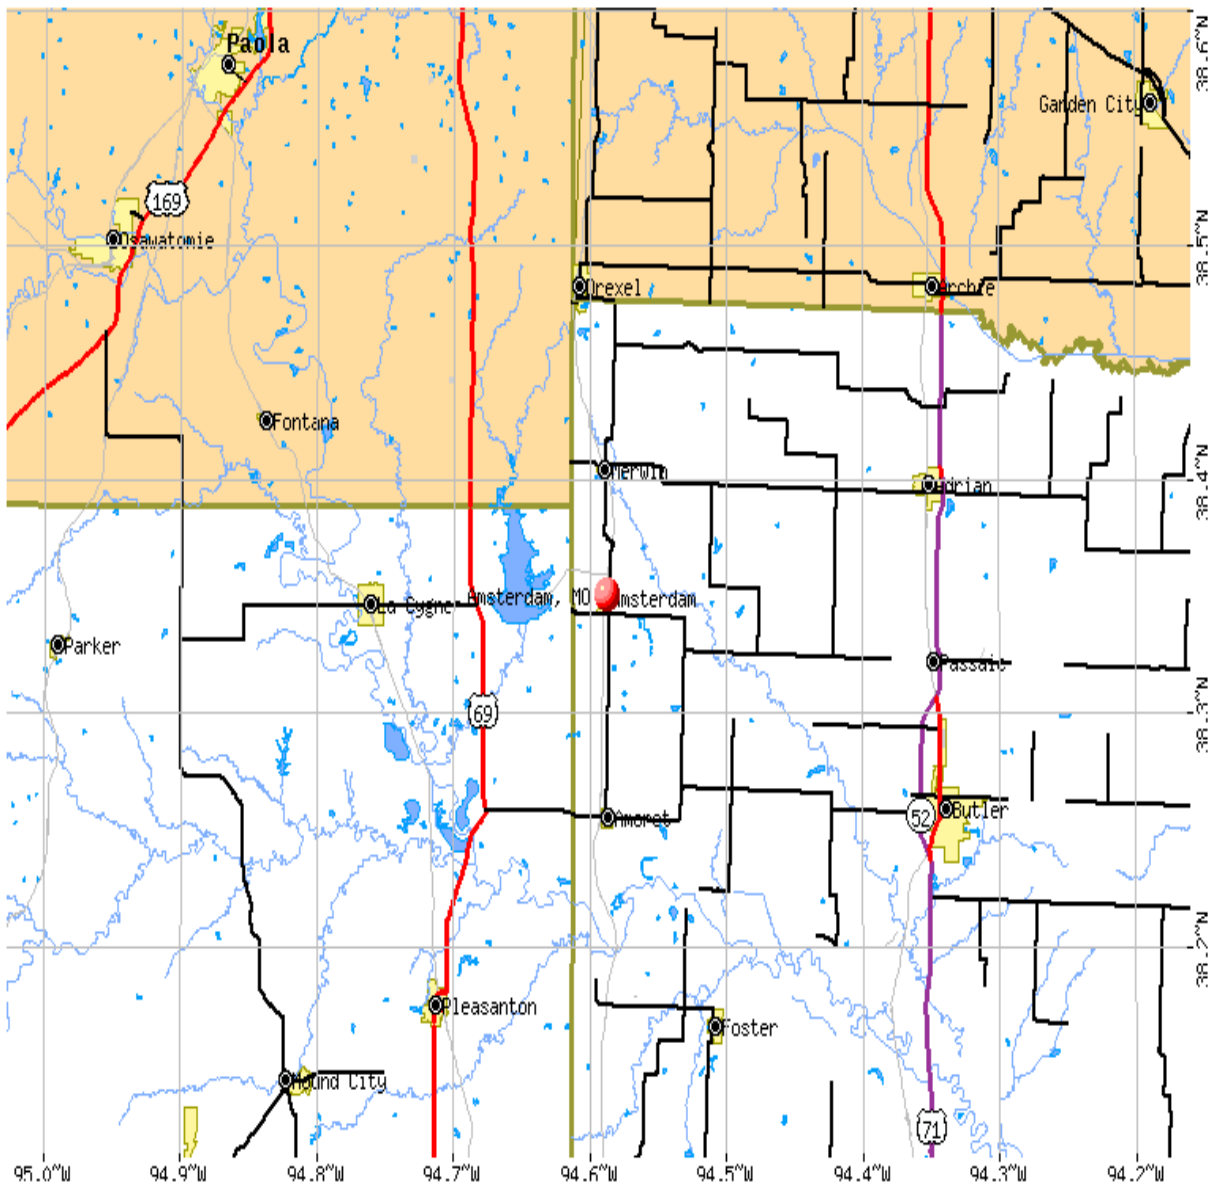 Paola
38.6°N
Garden City
169
Osawatomie
38.5°N
Drexel
Archie
Fontana
Merwin
38.4°N
Adrian
Amsterdam, MO
Amsterdam
La Cygne
Parker
Passaic
69
38.3°N
52
Butler
Amoret
38.2°N
Pleasanton
Foster
Mound City
71
95.0°W 94.9°W 94.8°W 94.7°W 94.6°W 94.5°W 94.4°W 94.3°W 94.2°W